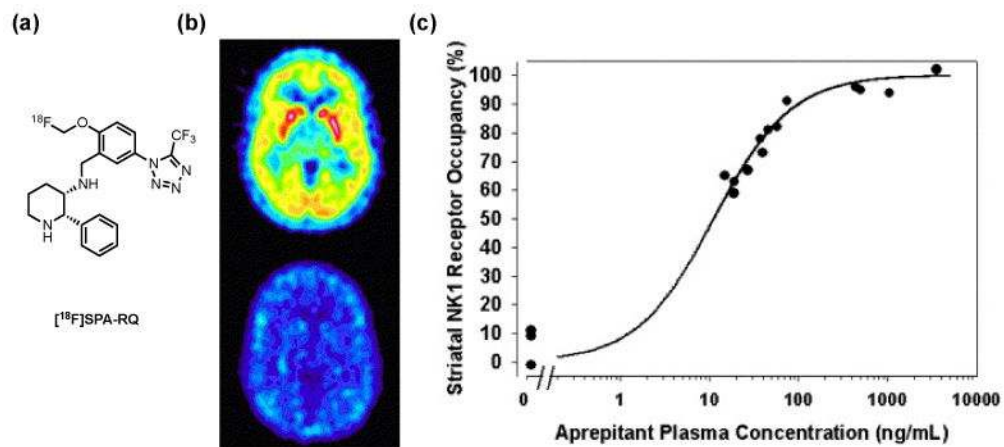 (a)
(b)
(c)
18F
O
CF3
N
N
N
N
NH
N
H
[18F]SPA-RQ
Striatal NK1 Receptor Occupancy (%)
100
90
80
70
60
50
40
30
20
10
0
0 1 10 100 1000 10000
Aprepitant Plasma Concentration (ng/mL)